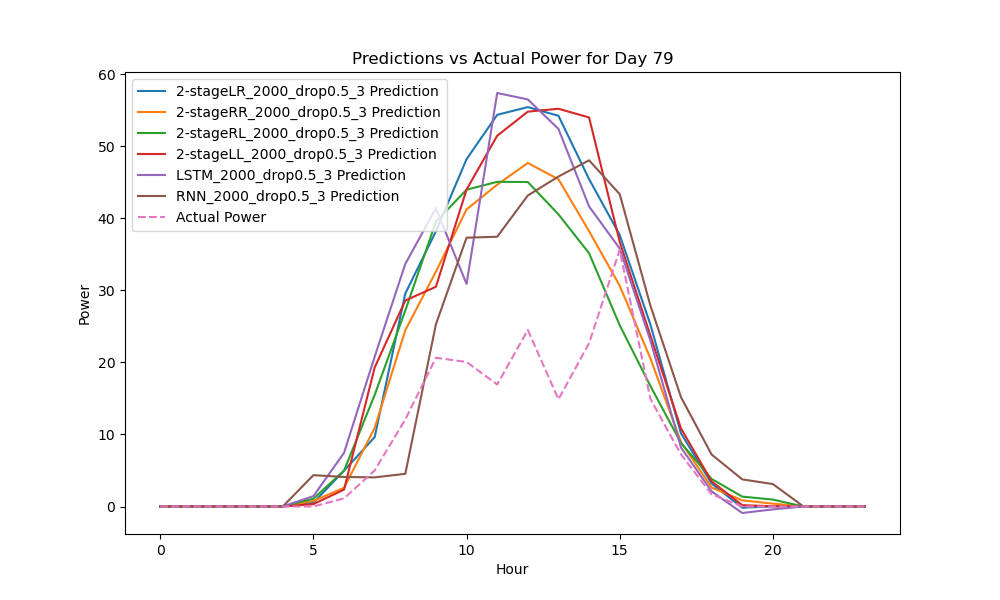 Predictions vs Actual Power for Day 79
60
2-stageLR_2000_drop0.5_3 Prediction
2-stageRR_2000_drop0.5_3 Prediction
2-stageRL_2000_drop0.5_3 Prediction
2-stageLL_2000_drop0.5_3 Prediction
LSTM_2000_drop0.5_3 Prediction
RNN_2000_drop0.5_3 Prediction
Actual Power
50
40
30
20
10
0
Power
0 5 10 15 20
Hour